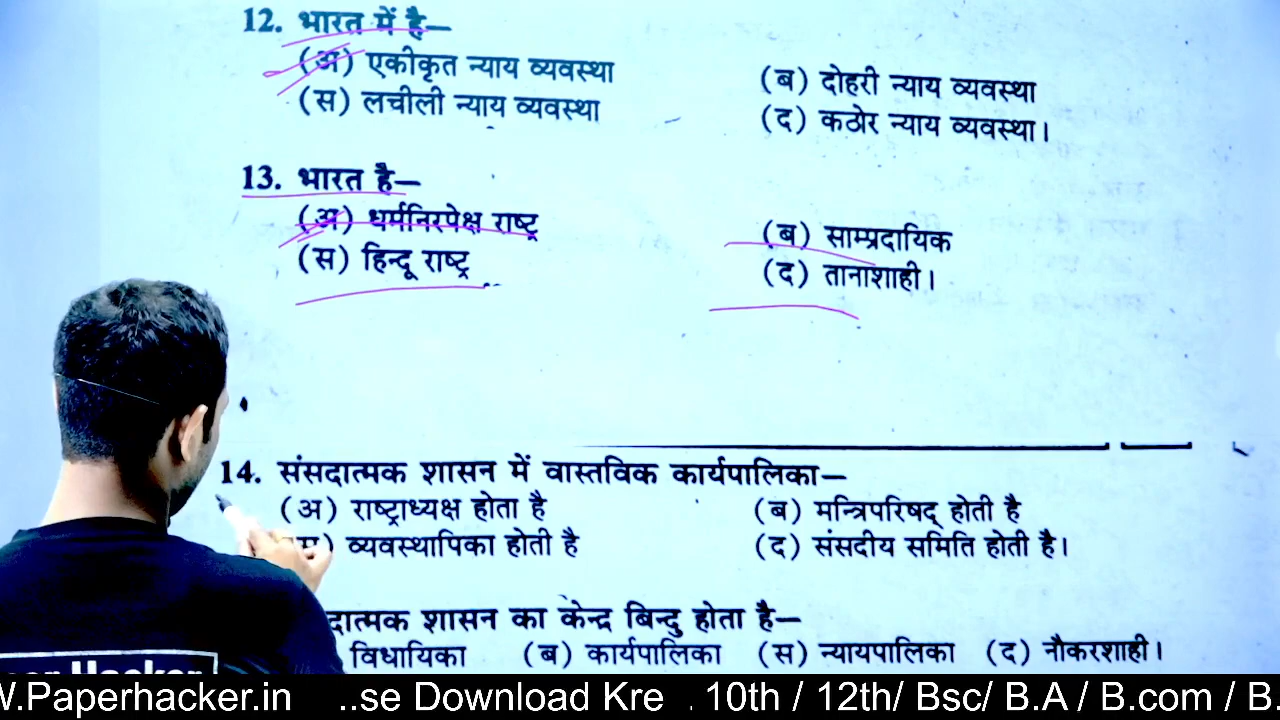 12. भारत में है—
(अ) एकीकृत न्याय व्यवस्था (ब) दोहरी न्याय व्यवस्था
(स) लचीली न्याय व्यवस्था (द) कठोर न्याय व्यवस्था।
13. भारत है—
(अ) धर्मनिरपेक्ष राष्ट्र (ब) साम्प्रदायिक
(स) हिन्दू राष्ट्र (द) तानाशाही।
14. संसदात्मक शासन में वास्तविक कार्यपालिका—
(अ) राष्ट्राध्यक्ष होता है (ब) मन्त्रिपरिषद् होती है
व्यवस्थापिका होती है (द) संसदीय समिति होती है।
दात्मक शासन का केन्द्र बिन्दु होता है—
विधायिका (ब) कार्यपालिका (स) न्यायपालिका (द) नौकरशाही।
Hacker
W.Paperhacker.in ..se Download Kre . 10th / 12th/ Bsc/ B.A / B.com / B.